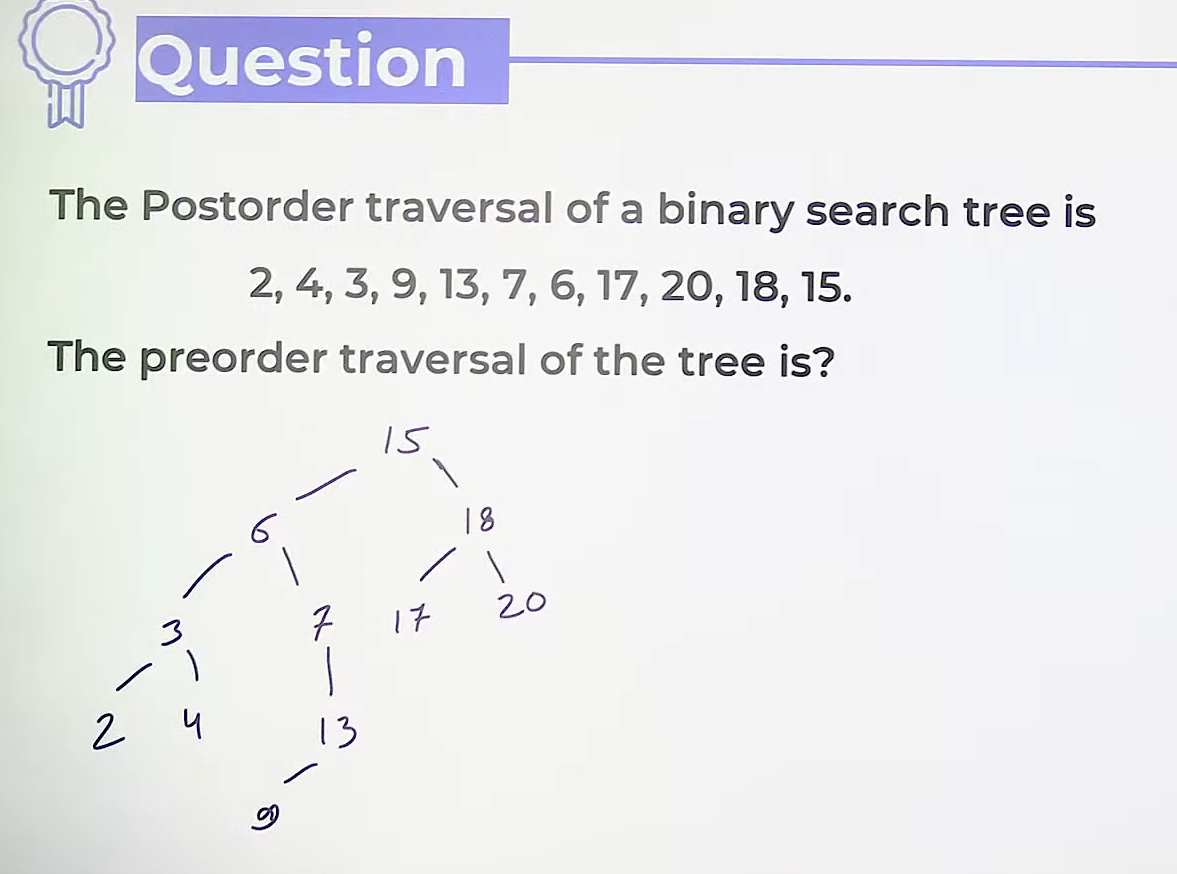 Question
The Postorder traversal of a binary search tree is
2, 4, 3, 9, 13, 7, 6, 17, 20, 18, 15.
The preorder traversal of the tree is?
15
6 18
3 7 17 20
2 4 13
9